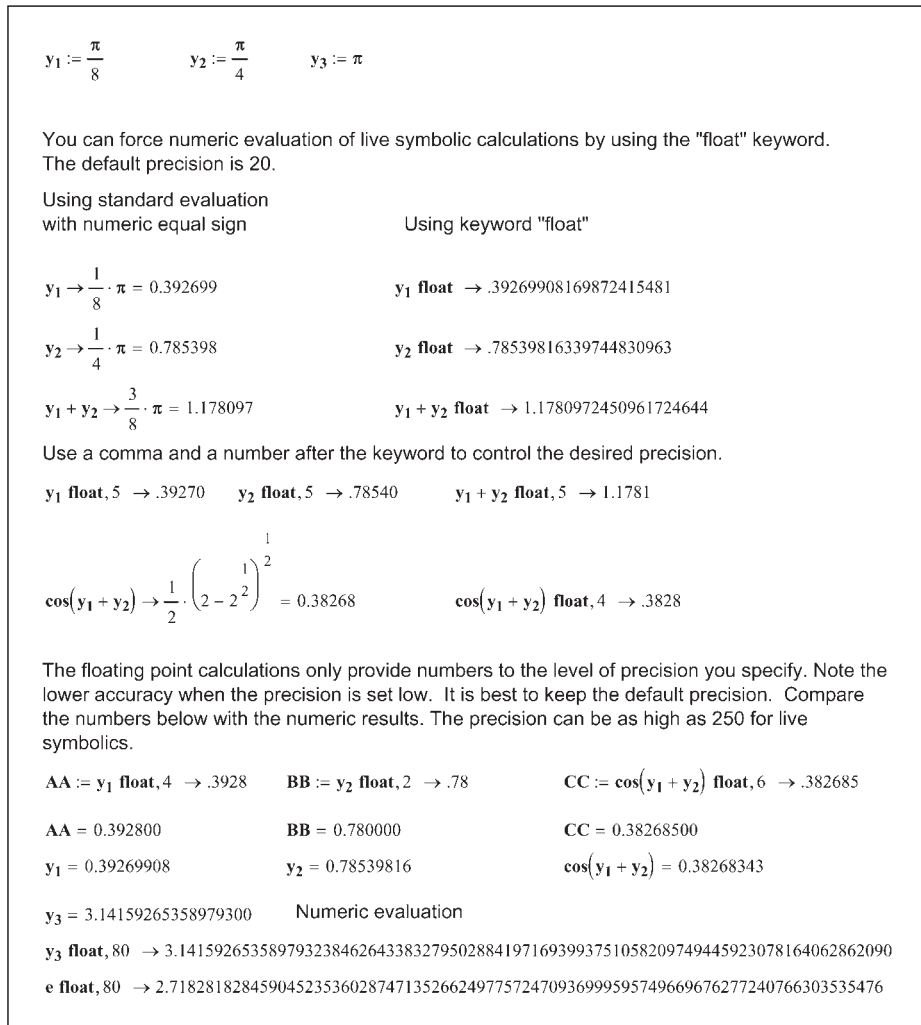 y₁ := π/8 y₂ := π/4 y₃ := π
You can force numeric evaluation of live symbolic calculations by using the "float" keyword.
The default precision is 20.
Using standard evaluation
with numeric equal sign Using keyword "float"
y₁ → 1/8 · π = 0.392699 y₁ float → .39269908169872415481
y₂ → 1/4 · π = 0.785398 y₂ float → .78539816339744830963
y₁ + y₂ → 3/8 · π = 1.178097 y₁ + y₂ float → 1.1780972450961724644
Use a comma and a number after the keyword to control the desired precision.
y₁ float, 5 → .39270 y₂ float, 5 → .78540 y₁ + y₂ float, 5 → 1.1781
cos(y₁ + y₂) → 1/2 · (2 − 2^(1/2))^(1/2) = 0.38268 cos(y₁ + y₂) float, 4 → .3828
The floating point calculations only provide numbers to the level of precision you specify. Note the
lower accuracy when the precision is set low. It is best to keep the default precision. Compare
the numbers below with the numeric results. The precision can be as high as 250 for live
symbolics.
AA := y₁ float, 4 → .3928 BB := y₂ float, 2 → .78 CC := cos(y₁ + y₂) float, 6 → .382685
AA = 0.392800 BB = 0.780000 CC = 0.38268500
y₁ = 0.39269908 y₂ = 0.78539816 cos(y₁ + y₂) = 0.38268343
y₃ = 3.14159265358979300 Numeric evaluation
y₃ float, 80 → 3.1415926535897932384626433832795028841971693993751058209749445923078164062862090
e float, 80 → 2.7182818284590452353602874713526624977572470936999595749669676277240766303535476